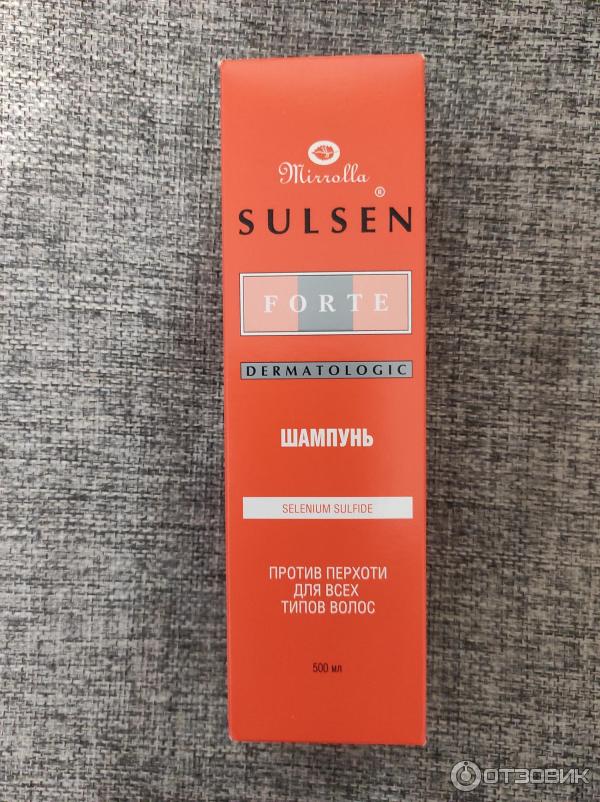 Mirrolla
SULSEN®
FORTE
DERMATOLOGIC
ШАМПУНЬ
SELENIUM SULFIDE
ПРОТИВ ПЕРХОТИ
ДЛЯ ВСЕХ
ТИПОВ ВОЛОС
500 мл
ОТЗОВИК